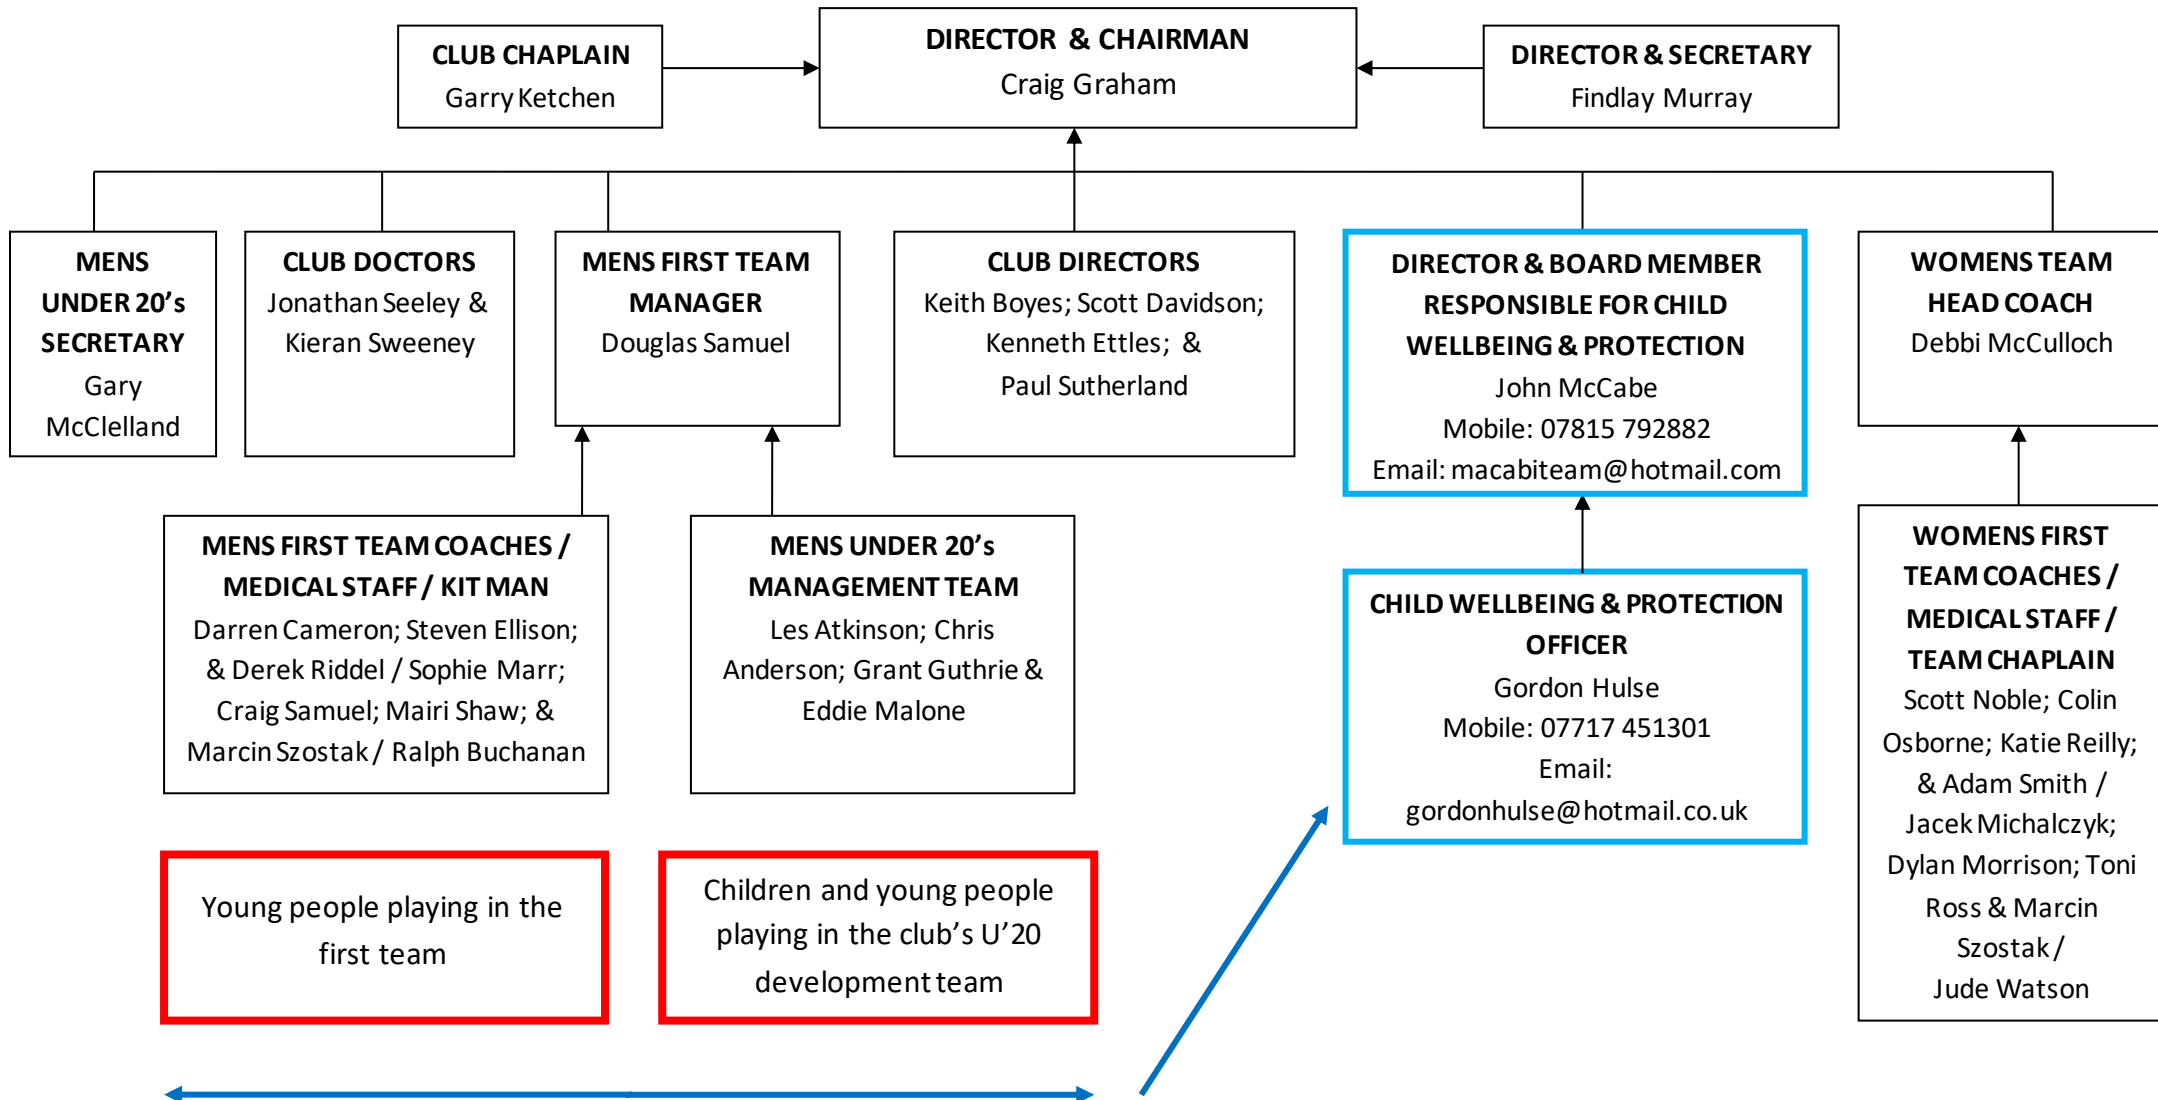 CLUB CHAPLAIN
Garry Ketchen
DIRECTOR & CHAIRMAN
Craig Graham
DIRECTOR & SECRETARY
Findlay Murray
MENS
UNDER 20’s
SECRETARY
Gary
McClelland
CLUB DOCTORS
Jonathan Seeley &
Kieran Sweeney
MENS FIRST TEAM
MANAGER
Douglas Samuel
CLUB DIRECTORS
Keith Boyes; Scott Davidson;
Kenneth Ettles; &
Paul Sutherland
DIRECTOR & BOARD MEMBER
RESPONSIBLE FOR CHILD
WELLBEING & PROTECTION
John McCabe
Mobile: 07815 792882
Email: macabiteam@hotmail.com
WOMENS TEAM
HEAD COACH
Debbi McCulloch
MENS FIRST TEAM COACHES /
MEDICAL STAFF / KIT MAN
Darren Cameron; Steven Ellison;
& Derek Riddel / Sophie Marr;
Craig Samuel; Mairi Shaw; &
Marcin Szostak / Ralph Buchanan
MENS UNDER 20’s
MANAGEMENT TEAM
Les Atkinson; Chris
Anderson; Grant Guthrie &
Eddie Malone
CHILD WELLBEING & PROTECTION
OFFICER
Gordon Hulse
Mobile: 07717 451301
Email:
gordonhulse@hotmail.co.uk
WOMENS FIRST
TEAM COACHES /
MEDICAL STAFF /
TEAM CHAPLAIN
Scott Noble; Colin
Osborne; Katie Reilly;
& Adam Smith /
Jacek Michalczyk;
Dylan Morrison; Toni
Ross & Marcin
Szostak /
Jude Watson
Young people playing in the
first team
Children and young people
playing in the club’s U’20
development team